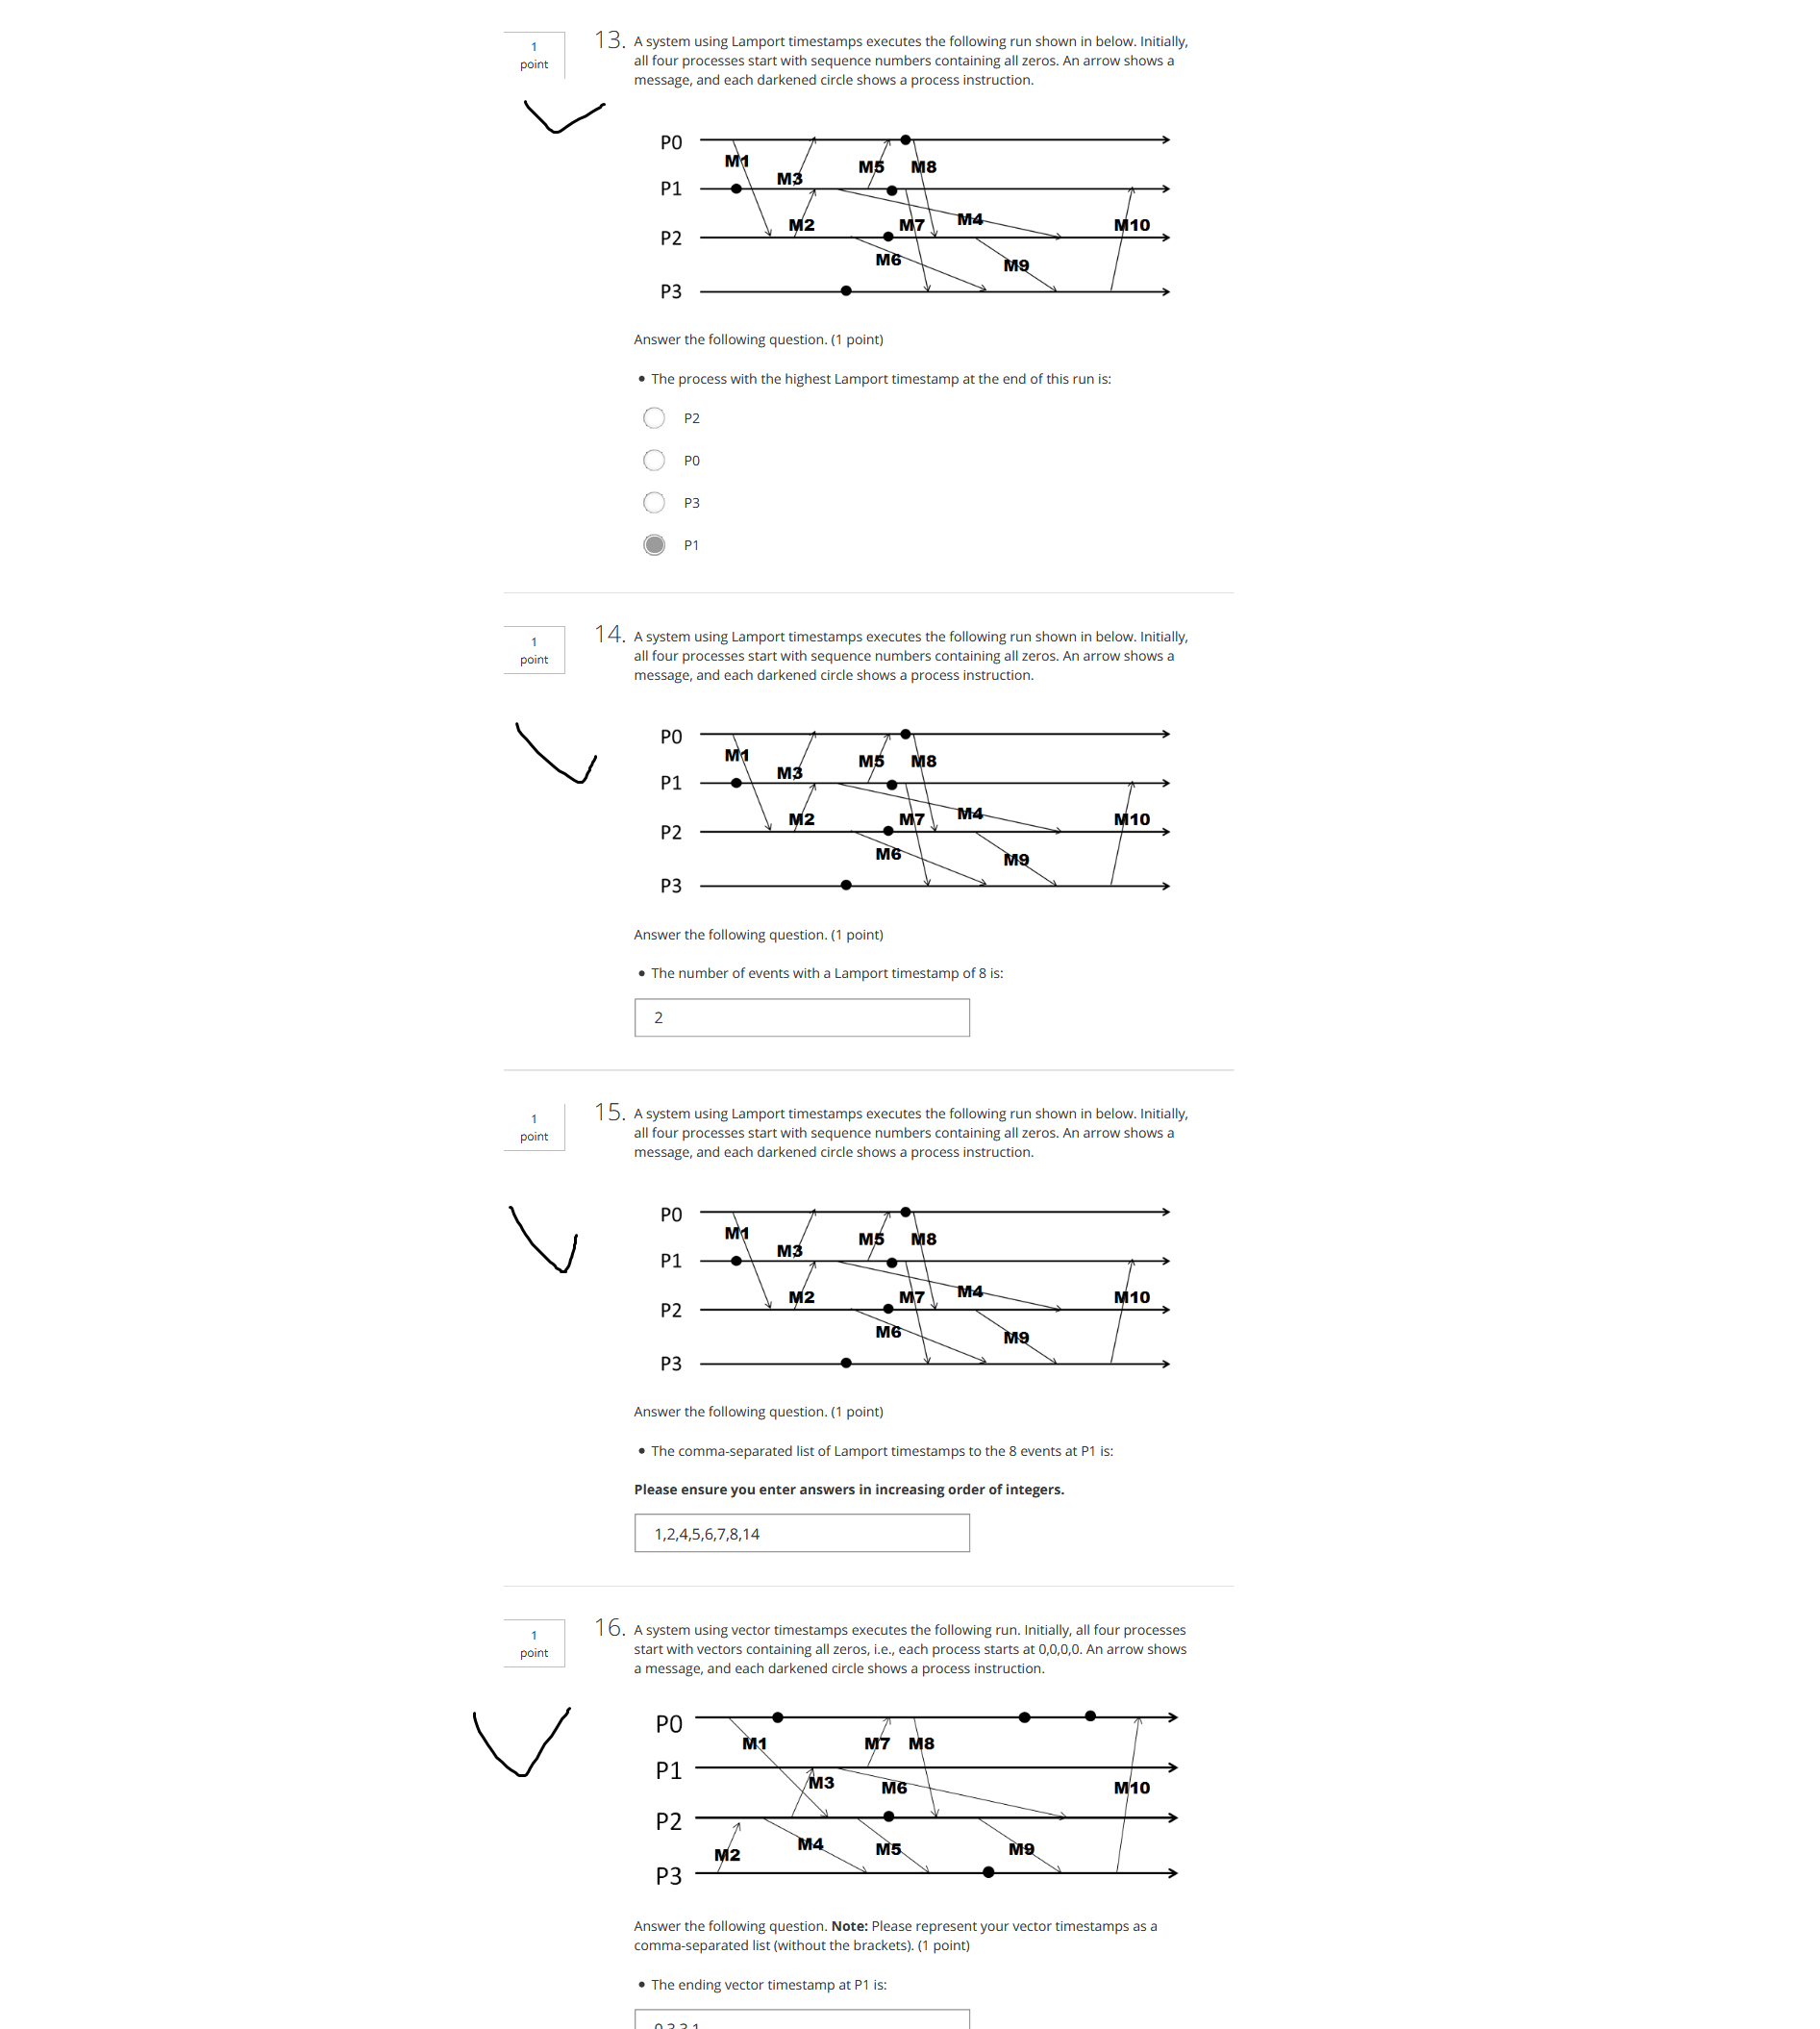 1
point
13. A system using Lamport timestamps executes the following run shown in below. Initially,
all four processes start with sequence numbers containing all zeros. An arrow shows a
message, and each darkened circle shows a process instruction.
P0
M1
M3
M5
M8
P1
M2
M7
M4
M10
P2
M6
M9
P3
Answer the following question. (1 point)
• The process with the highest Lamport timestamp at the end of this run is:
P2
P0
P3
P1
1
point
14. A system using Lamport timestamps executes the following run shown in below. Initially,
all four processes start with sequence numbers containing all zeros. An arrow shows a
message, and each darkened circle shows a process instruction.
P0
M1
M3
M5
M8
P1
M2
M7
M4
M10
P2
M6
M9
P3
Answer the following question. (1 point)
• The number of events with a Lamport timestamp of 8 is:
2
1
point
15. A system using Lamport timestamps executes the following run shown in below. Initially,
all four processes start with sequence numbers containing all zeros. An arrow shows a
message, and each darkened circle shows a process instruction.
P0
M1
M3
M5
M8
P1
M2
M7
M4
M10
P2
M6
M9
P3
Answer the following question. (1 point)
• The comma-separated list of Lamport timestamps to the 8 events at P1 is:
Please ensure you enter answers in increasing order of integers.
1,2,4,5,6,7,8,14
1
point
16. A system using vector timestamps executes the following run. Initially, all four processes
start with vectors containing all zeros, i.e., each process starts at 0,0,0,0. An arrow shows
a message, and each darkened circle shows a process instruction.
P0
M1
M7
M8
P1
M3
M6
M10
P2
M2
M4
M5
M9
P3
Answer the following question. Note: Please represent your vector timestamps as a
comma-separated list (without the brackets). (1 point)
• The ending vector timestamp at P1 is: